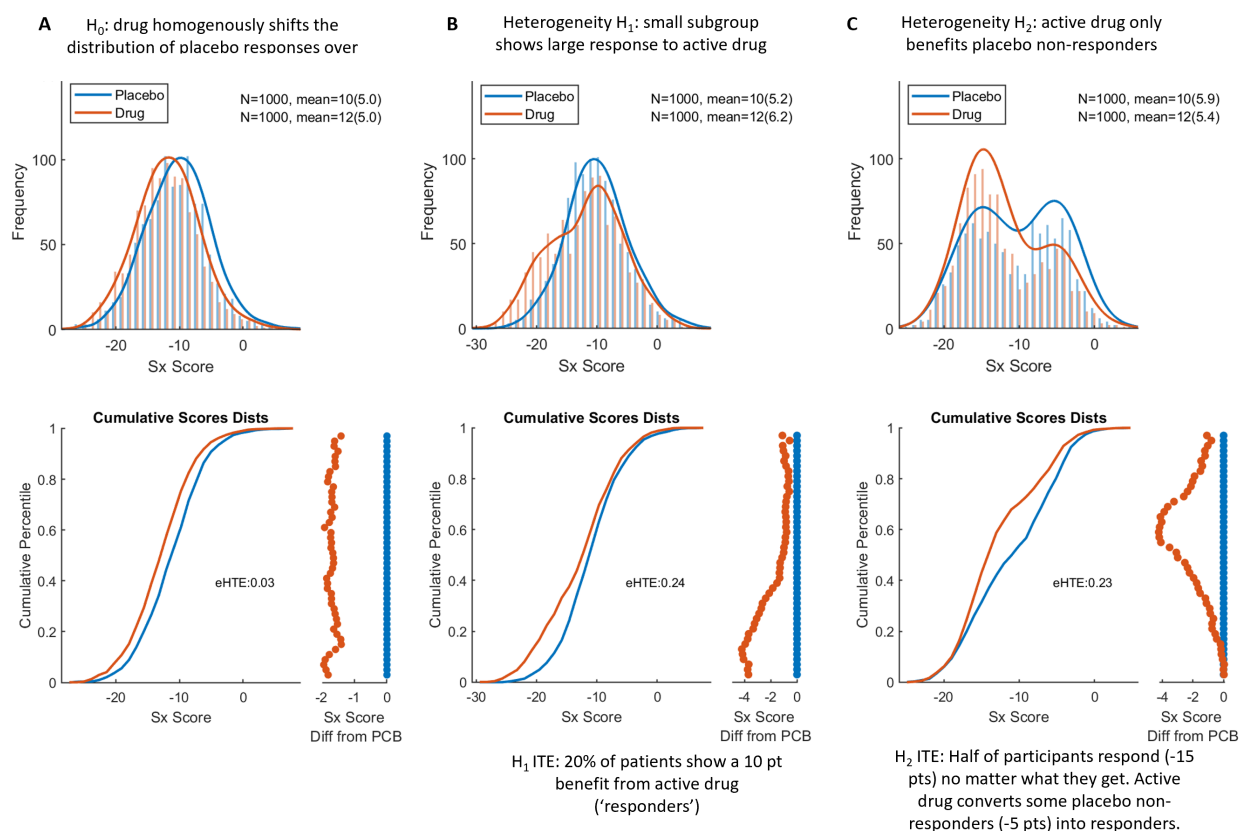 A
H0: drug homogenously shifts the
distribution of placebo responses over
Placebo
Drug
N=1000, mean=10(5.0)
N=1000, mean=12(5.0)
Frequency
100
50
0
-20
-10
0
Sx Score
Cumulative Scores Dists
Cumulative Percentile
1
0.8
0.6
0.4
0.2
0
eHTE:0.03
-20
-10
0
Sx Score
-2
-1
0
Sx Score
Diff from PCB
B
Heterogeneity H1: small subgroup
shows large response to active drug
Placebo
Drug
N=1000, mean=10(5.2)
N=1000, mean=12(6.2)
Frequency
100
50
0
-30
-20
-10
0
Sx Score
Cumulative Scores Dists
Cumulative Percentile
1
0.8
0.6
0.4
0.2
0
eHTE:0.24
-30
-20
-10
0
Sx Score
-4
-2
0
Sx Score
Diff from PCB
H1 ITE: 20% of patients show a 10 pt
benefit from active drug
(‘responders’)
C
Heterogeneity H2: active drug only
benefits placebo non-responders
Placebo
Drug
N=1000, mean=10(5.9)
N=1000, mean=12(5.4)
Frequency
100
50
0
-20
-10
0
Sx Score
Cumulative Scores Dists
Cumulative Percentile
1
0.8
0.6
0.4
0.2
0
eHTE:0.23
-20
-10
0
Sx Score
-4
-2
0
Sx Score
Diff from PCB
H2 ITE: Half of participants respond (-15
pts) no matter what they get. Active
drug converts some placebo non-
responders (-5 pts) into responders.